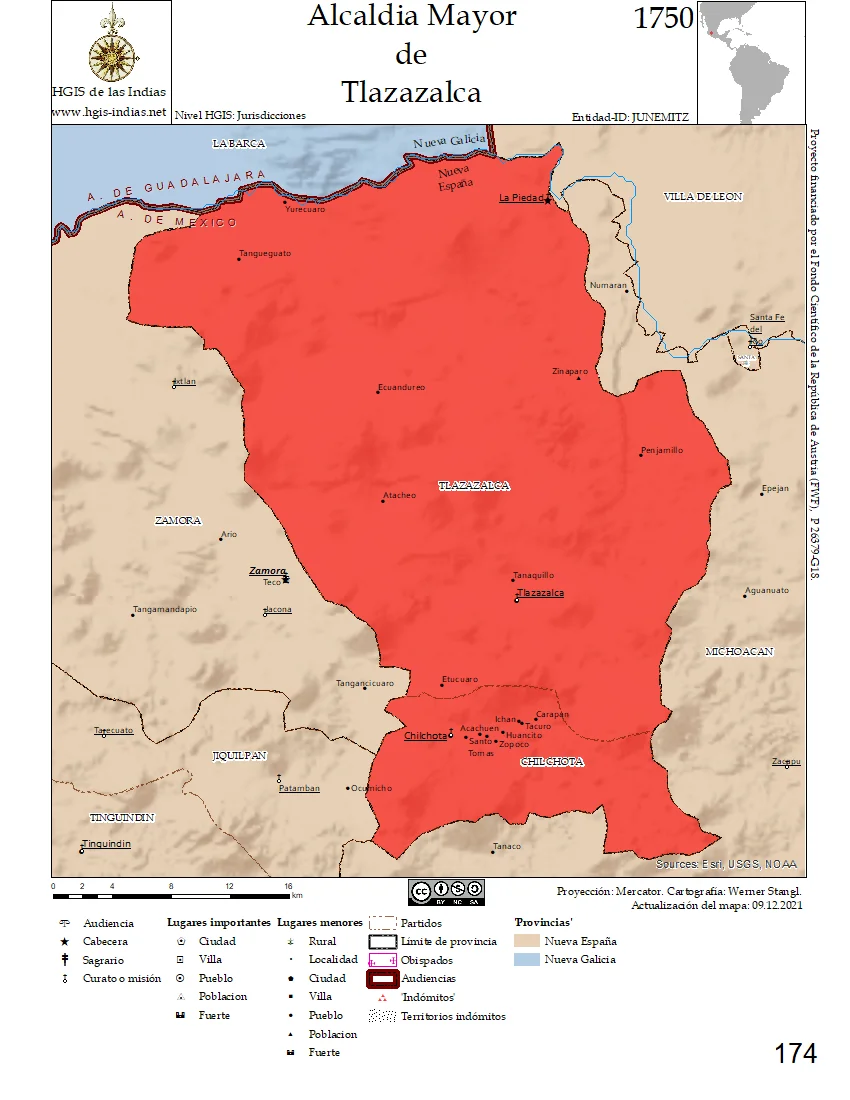 Alcaldia Mayor
de
Tlazazalca
1750
HGIS de las Indias
www.hgis-indias.net
Nivel HGIS: Jurisdicciones
Entidad-ID: JUNEMITZ
LA BARCA
Nueva Galicia
Nueva
España
A. DE GUADALAJARA
A. DE MEXICO
Yurecuaro
La Piedad
VILLA DE LEON
Tangueguato
Numaran
Santa Fe
del
Ixtlan
Zinaparo
Ecuandureo
Penjamillo
TLAZAZALCA
Atacheo
Epejan
ZAMORA
Ario
Zamora
Teco
Tanaquillo
Tlazazalca
Aguanuato
Jacona
Tangamandapio
MICHOACAN
Tangancicuaro
Etucuaro
Tarecuato
Chilchota
Acachuen
Ichan
Carapan
Tacuro
Huancito
Santo
Tomas
Zopoco
CHILCHOTA
JIQUILPAN
Zacapu
Patamban
Ocumicho
TINGUINDIN
Tinguindin
Tanaco
Sources: Esri, USGS, NOAA
Proyecto financiado por el Fondo Científico de la República de Austria (FWF), P 26379-G18.
0 2 4 8 12 16
km
CC BY NC SA
Proyección: Mercator. Cartografía: Werner Stangl.
Actualización del mapa: 09.12.2021
Audiencia
Cabecera
Sagrario
Curato o misión
Lugares importantes
Ciudad
Villa
Pueblo
Poblacion
Fuerte
Lugares menores
Rural
Localidad
Ciudad
Villa
Pueblo
Poblacion
Fuerte
Partidos
Límite de provincia
Obispados
Audiencias
'Indómitos'
Territorios indómitos
'Provincias'
Nueva España
Nueva Galicia
174